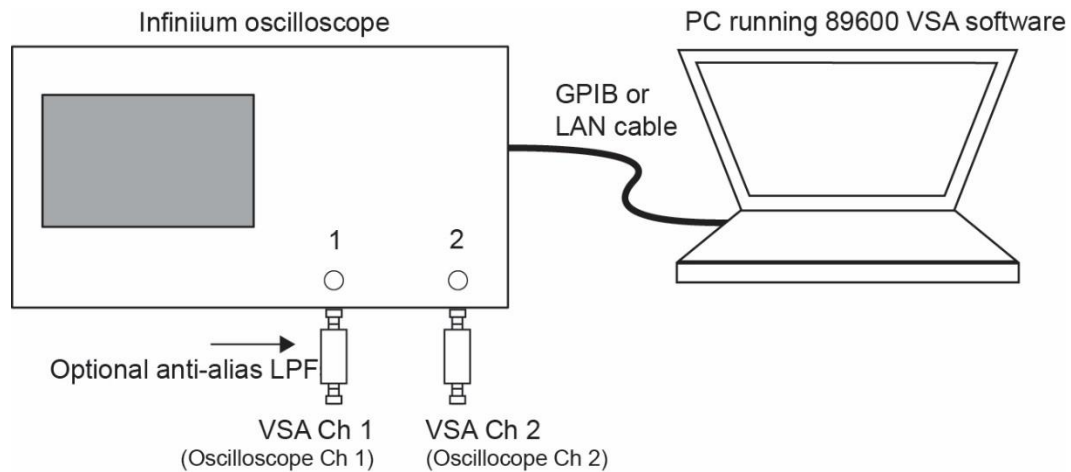 Infiniium oscilloscope
PC running 89600 VSA software
GPIB or
LAN cable
1
2
Optional anti-alias LPF
VSA Ch 1
(Oscilloscope Ch 1)
VSA Ch 2
(Oscillocope Ch 2)